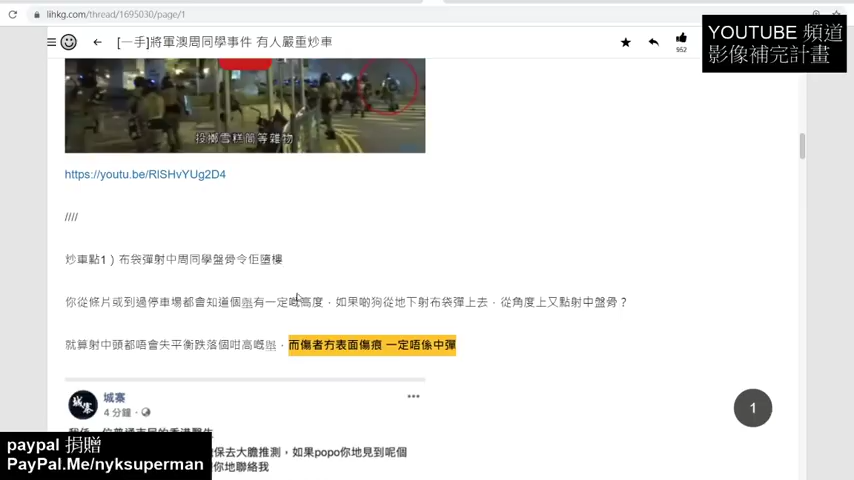 lihkg.com/thread/1695030/page/1
[一手]將軍澳周同學事件 有人嚴重炒車
952
YOUTUBE 頻道
影像補完計畫
投擲雪糕筒等雜物
https://youtu.be/RlSHvYUg2D4
////
炒車點1）布袋彈射中周同學盤骨令佢墮樓
你從條片或到過停車場都會知道個壆有一定嘅高度，如果啲狗從地下射布袋彈上去，從角度上又點射中盤骨？
就算射中頭都唔會失平衡跌落個咁高嘅壆，而傷者冇表面傷痕 一定唔係中彈
城寨
4 分鐘
保去大膽推測，如果popo你地見到呢個
你地聯絡我
1
paypal 捐贈
PayPal.Me/nyksuperman